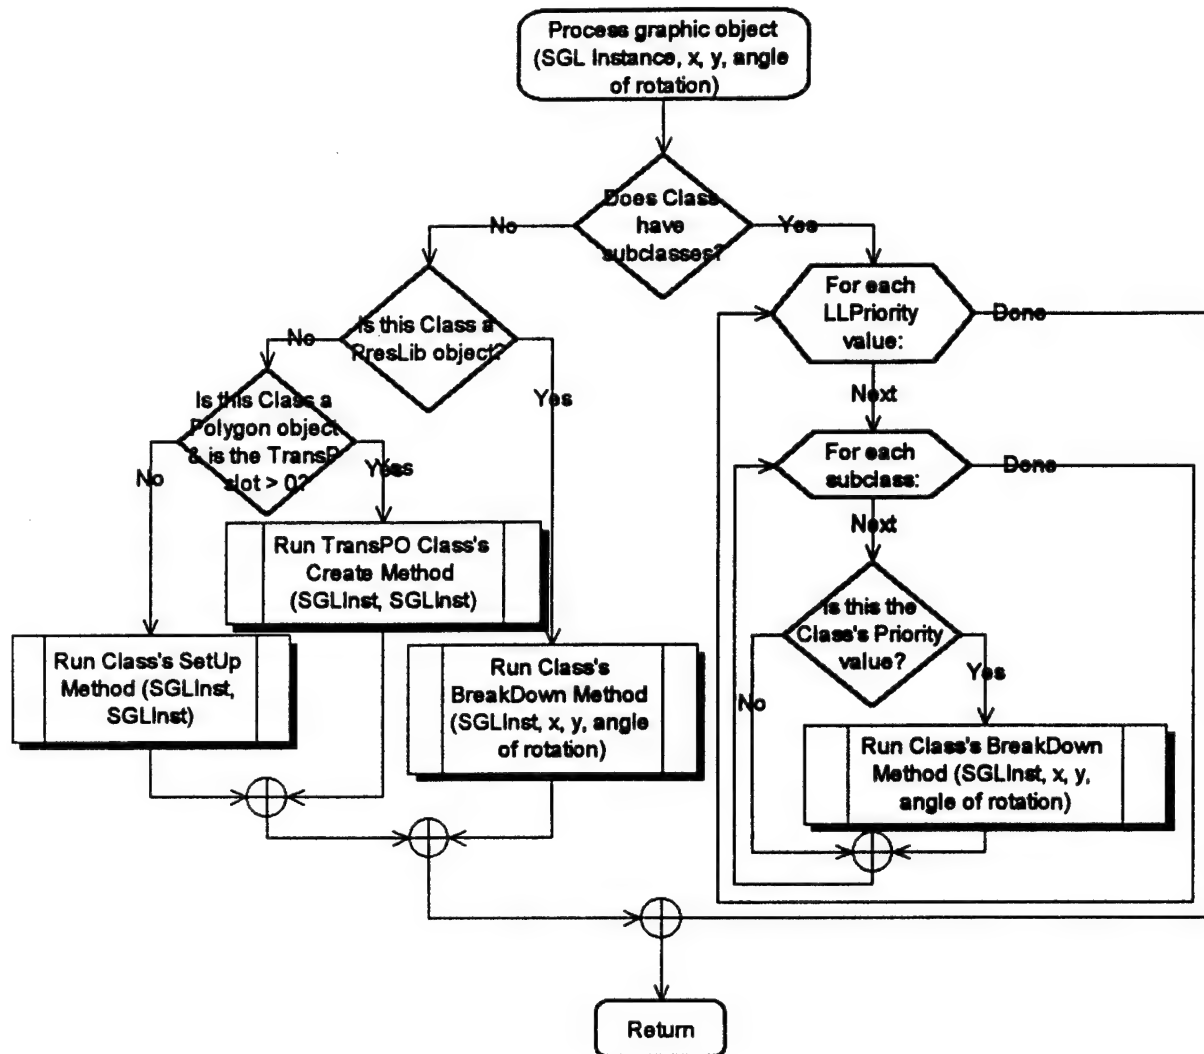 Process graphic object
(SGL Instance, x, y, angle
of rotation)
Does Class
have
subclasses?
No
Yes
For each
LLPriority
value:
Done
Is this Class a
PresLib object?
No
Yes
Next
Is this Class a
Polygon object
& is the TransP
slot > 0?
No
Yes
For each
subclass:
Done
Next
Run TransPO Class's
Create Method
(SGLInst, SGLInst)
Is this the
Class's Priority
value?
No
Yes
Run Class's SetUp
Method (SGLInst,
SGLInst)
Run Class's
BreakDown Method
(SGLInst, x, y, angle
of rotation)
Run Class's BreakDown
Method (SGLInst, x, y,
angle of rotation)
Return